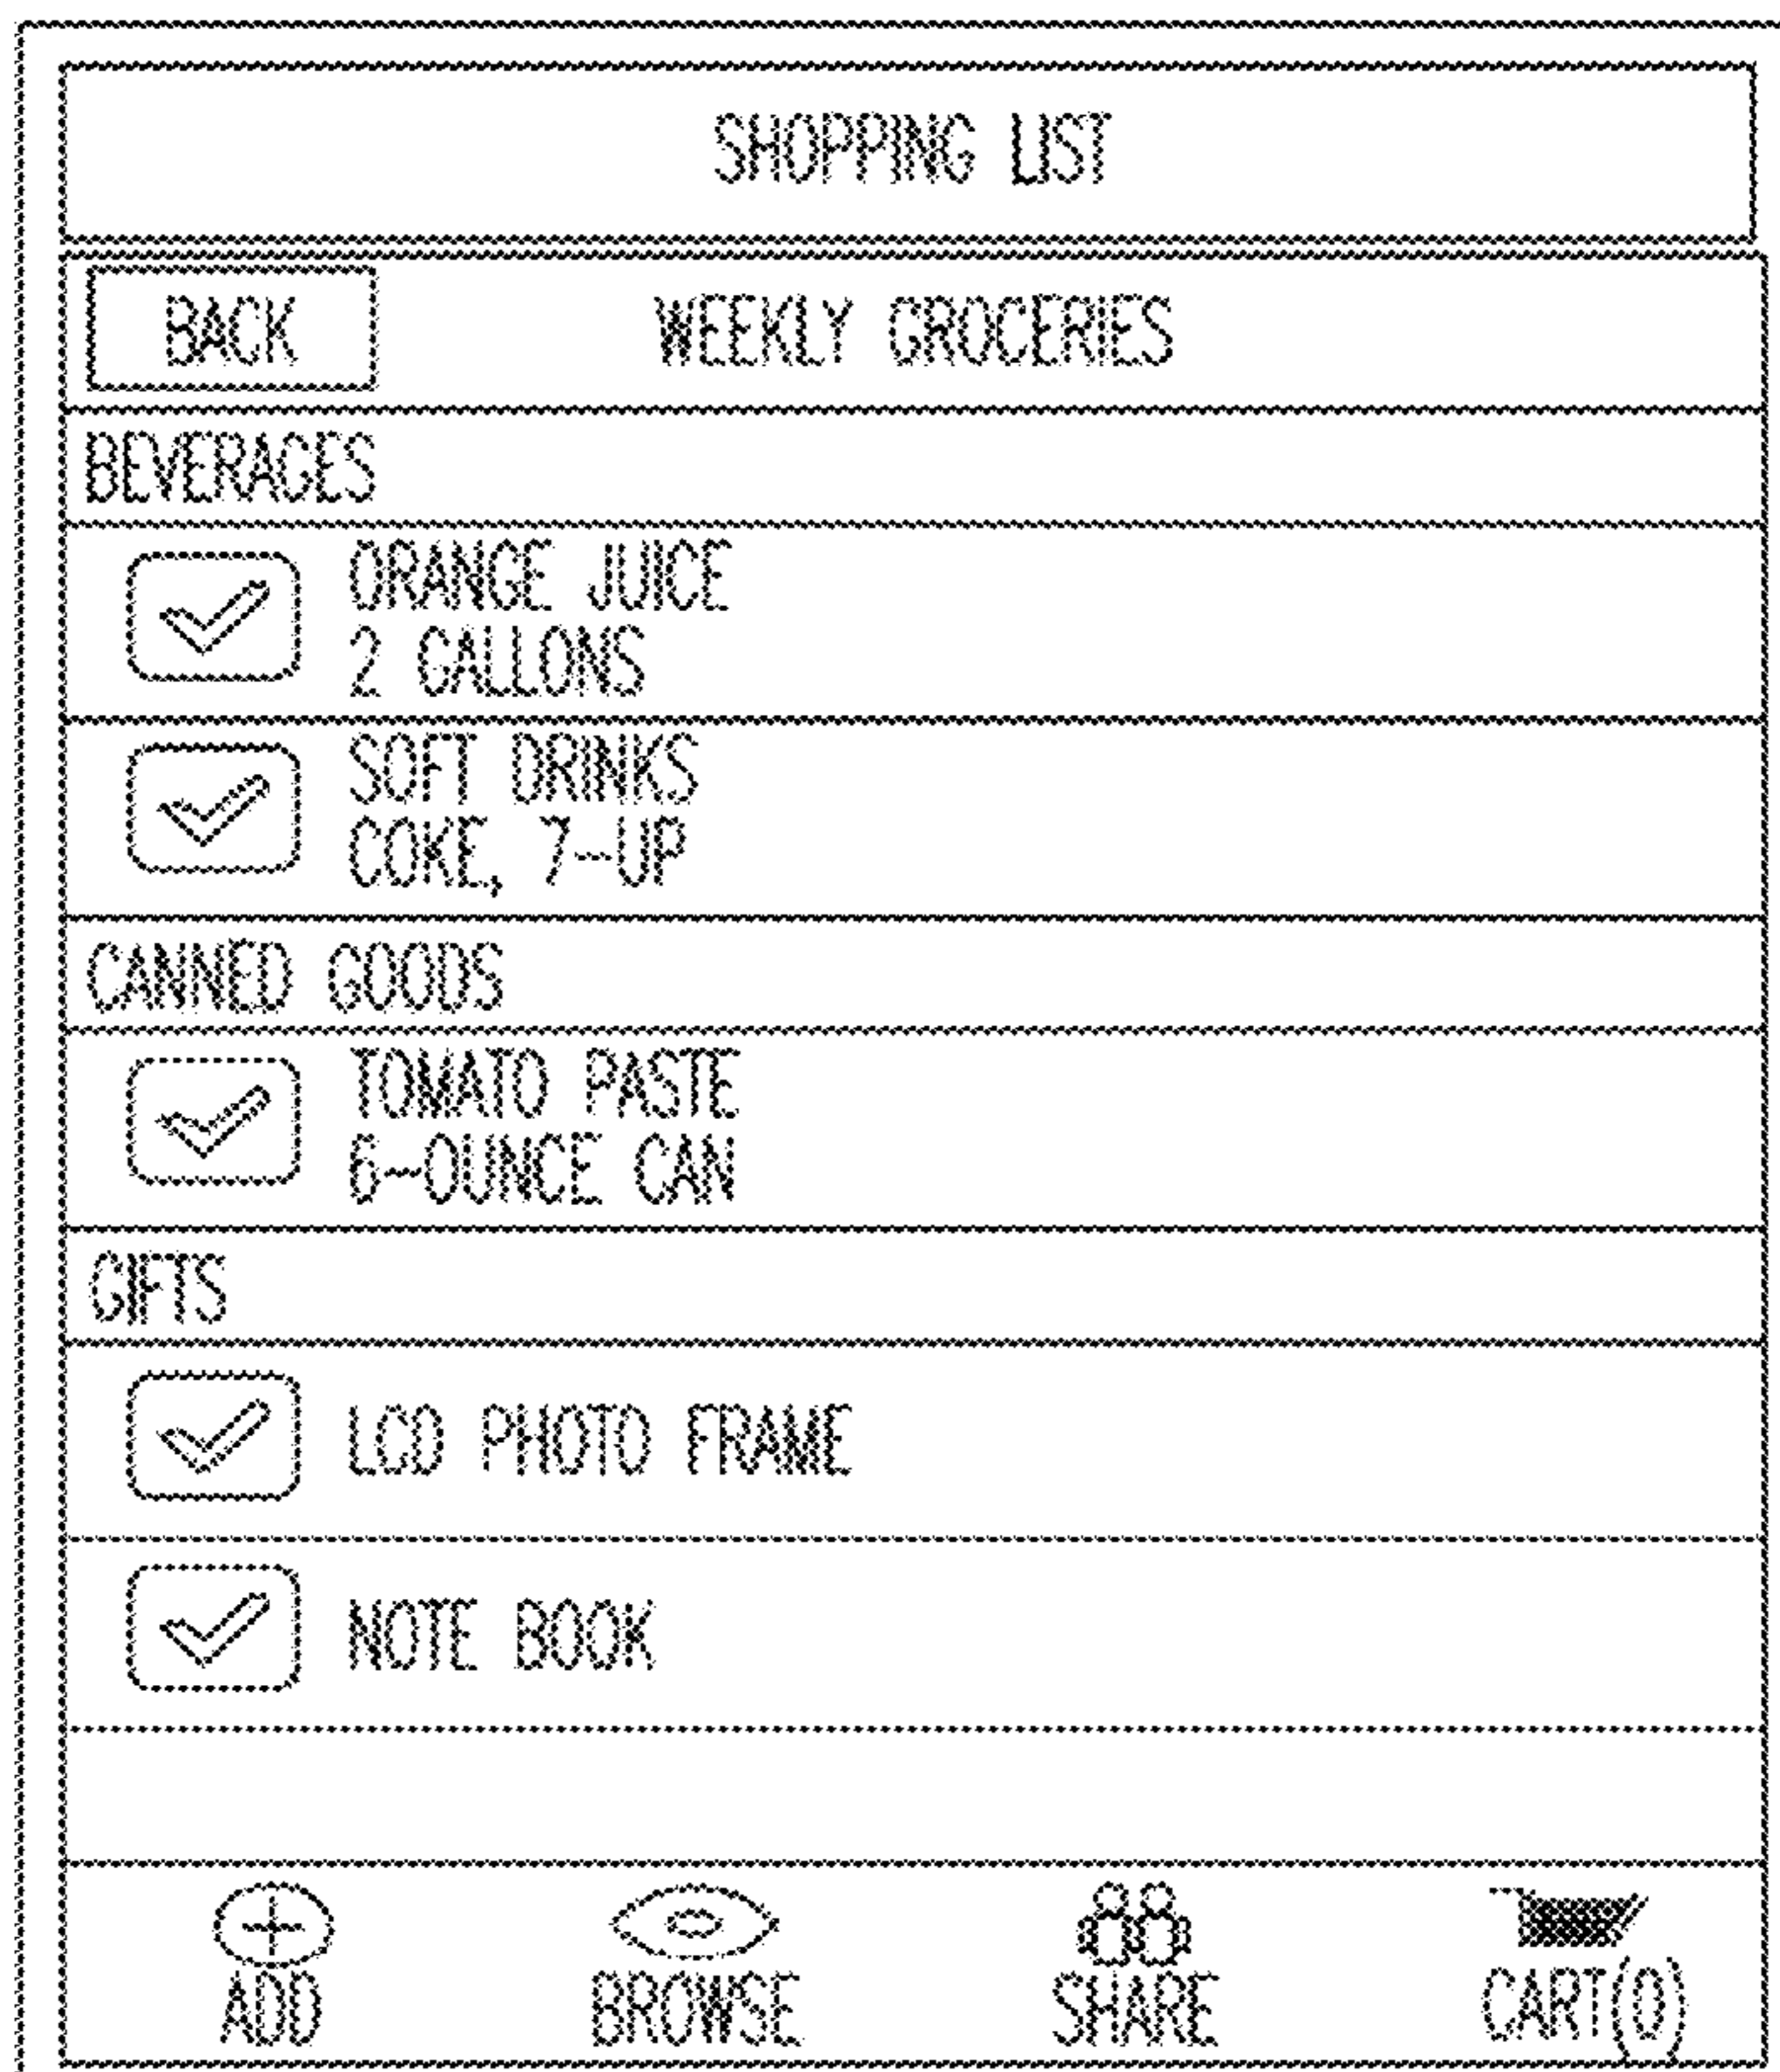 SHOPPING LIST
BACK WEEKLY GROCERIES
BEVERAGES
ORANGE JUICE
2 GALLONS
SOFT DRINKS
COKE, 7-UP
CANNED GOODS
TOMATO PASTE
6-OUNCE CAN
GIFTS
LCD PHOTO FRAME
NOTE BOOK
ADD BROWSE SHARE CART(0)